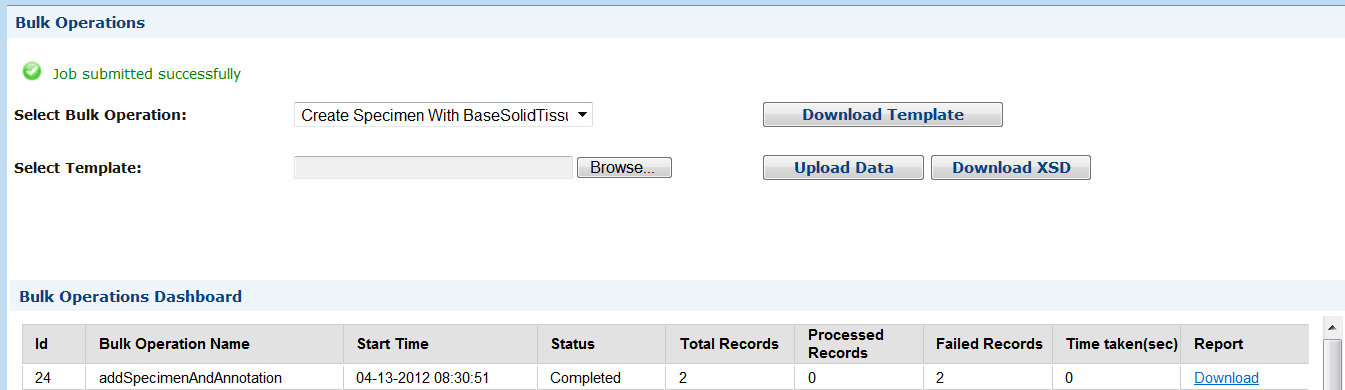 Bulk Operations
Job submitted successfully
Select Bulk Operation: Create Specimen With BaseSolidTissu Download Template
Select Template: Browse... Upload Data Download XSD
Bulk Operations Dashboard
Id Bulk Operation Name Start Time Status Total Records Processed Records Failed Records Time taken(sec) Report
24 addSpecimenAndAnnotation 04-13-2012 08:30:51 Completed 2 0 2 0 Download